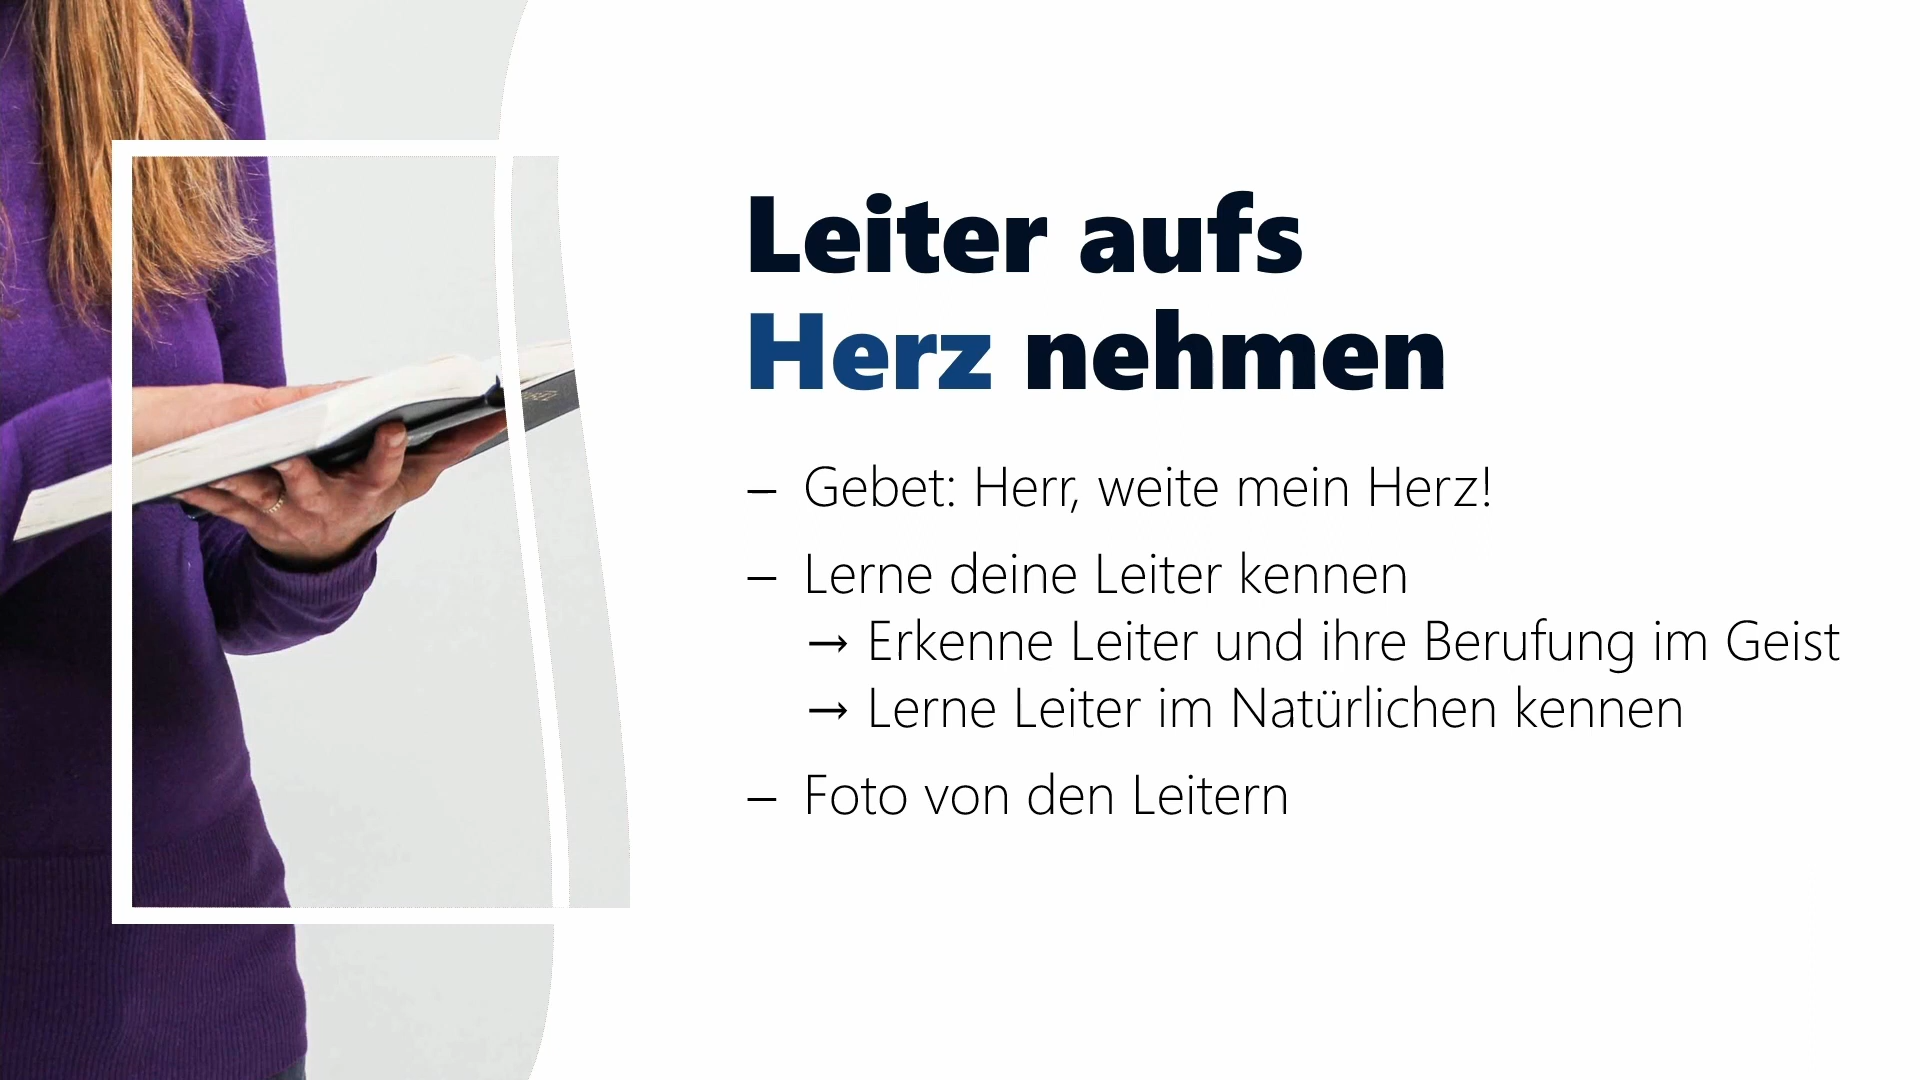 Leiter aufs
Herz nehmen
– Gebet: Herr, weite mein Herz!
– Lerne deine Leiter kennen
→ Erkenne Leiter und ihre Berufung im Geist
→ Lerne Leiter im Natürlichen kennen
– Foto von den Leitern